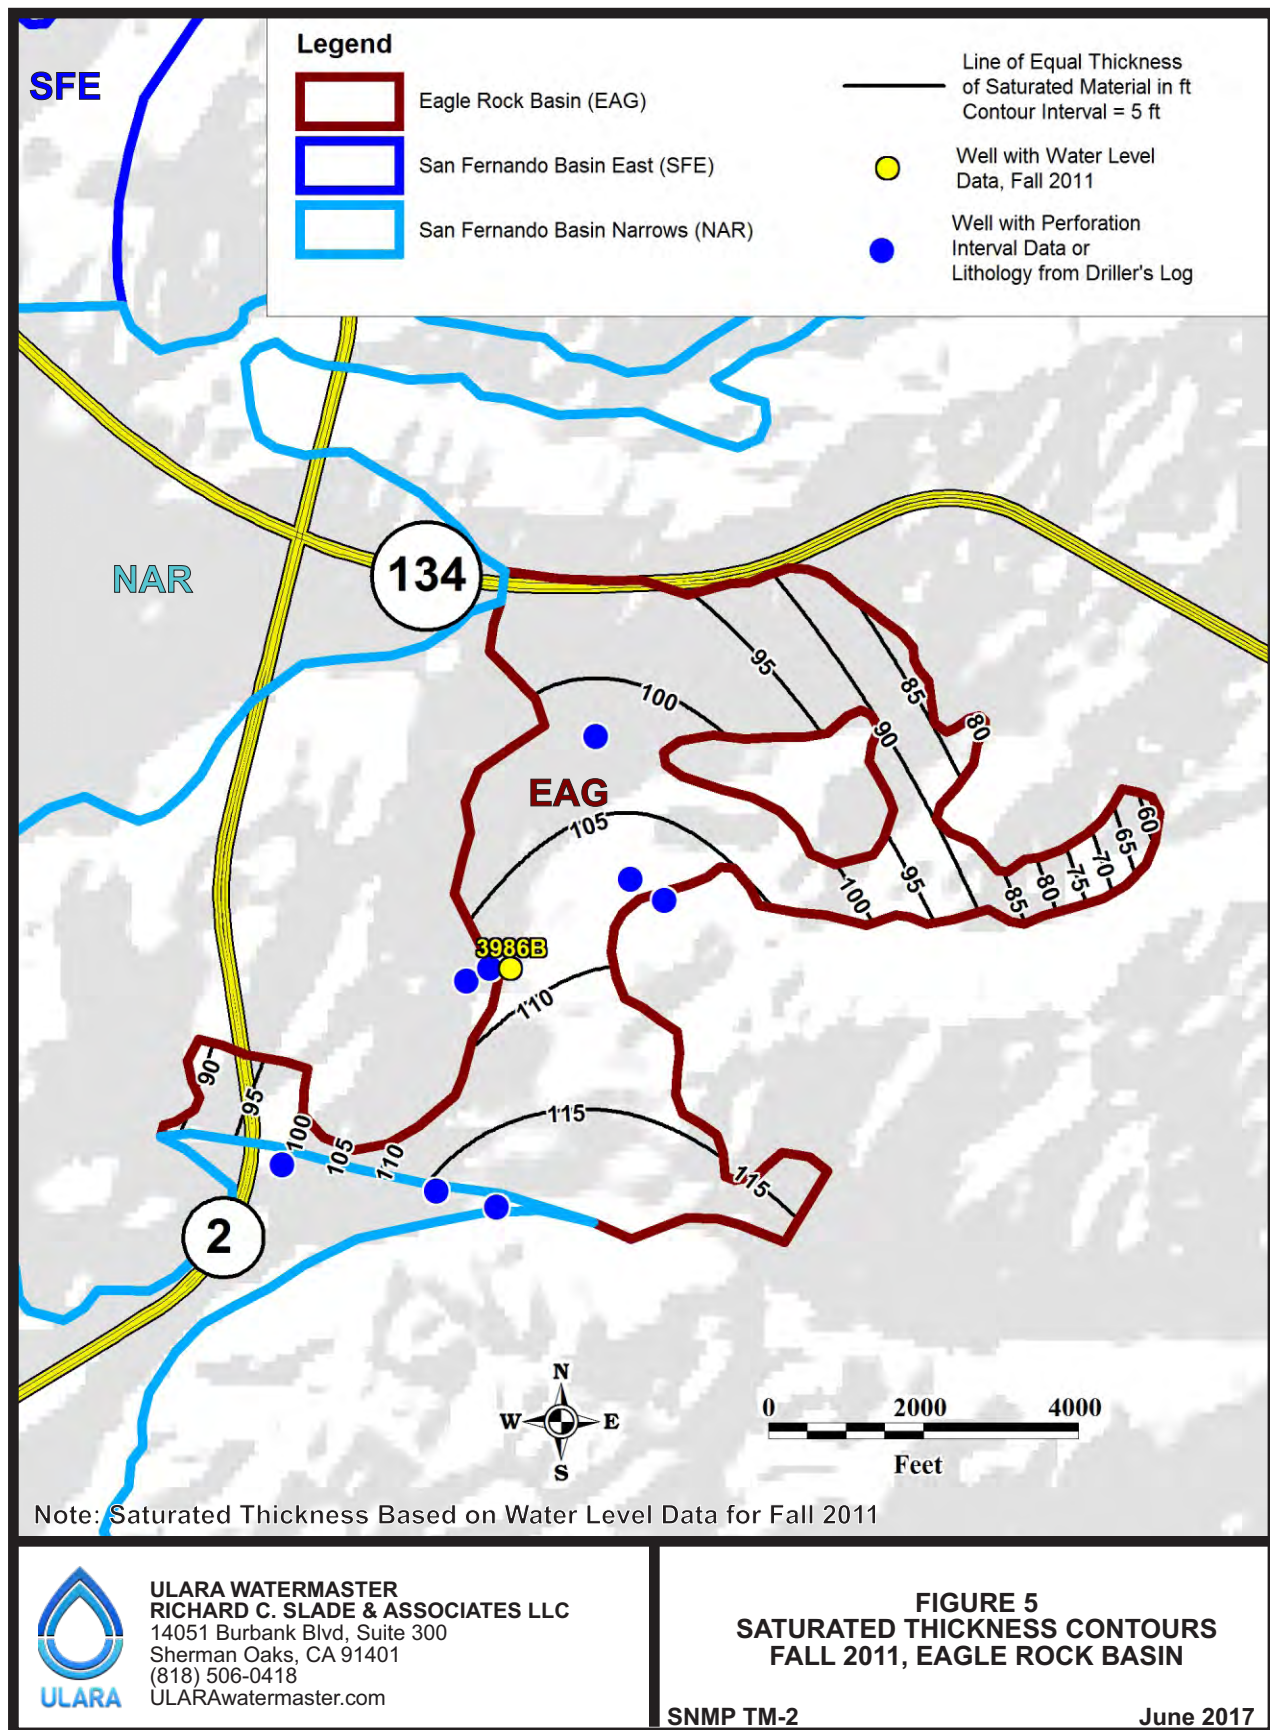 Legend
Eagle Rock Basin (EAG)
San Fernando Basin East (SFE)
San Fernando Basin Narrows (NAR)
Line of Equal Thickness
of Saturated Material in ft
Contour Interval = 5 ft
Well with Water Level
Data, Fall 2011
Well with Perforation
Interval Data or
Lithology from Driller's Log
SFE
NAR
134
EAG
95
100
85
90
80
105
60
65
70
75
80
85
95
100
3986B
110
90
95
100
105
110
115
115
2
N
W
E
S
0 2000 4000
Feet
Note: Saturated Thickness Based on Water Level Data for Fall 2011
ULARA
ULARA WATERMASTER
RICHARD C. SLADE & ASSOCIATES LLC
14051 Burbank Blvd, Suite 300
Sherman Oaks, CA 91401
(818) 506-0418
ULARAwatermaster.com
FIGURE 5
SATURATED THICKNESS CONTOURS
FALL 2011, EAGLE ROCK BASIN
SNMP TM-2
June 2017